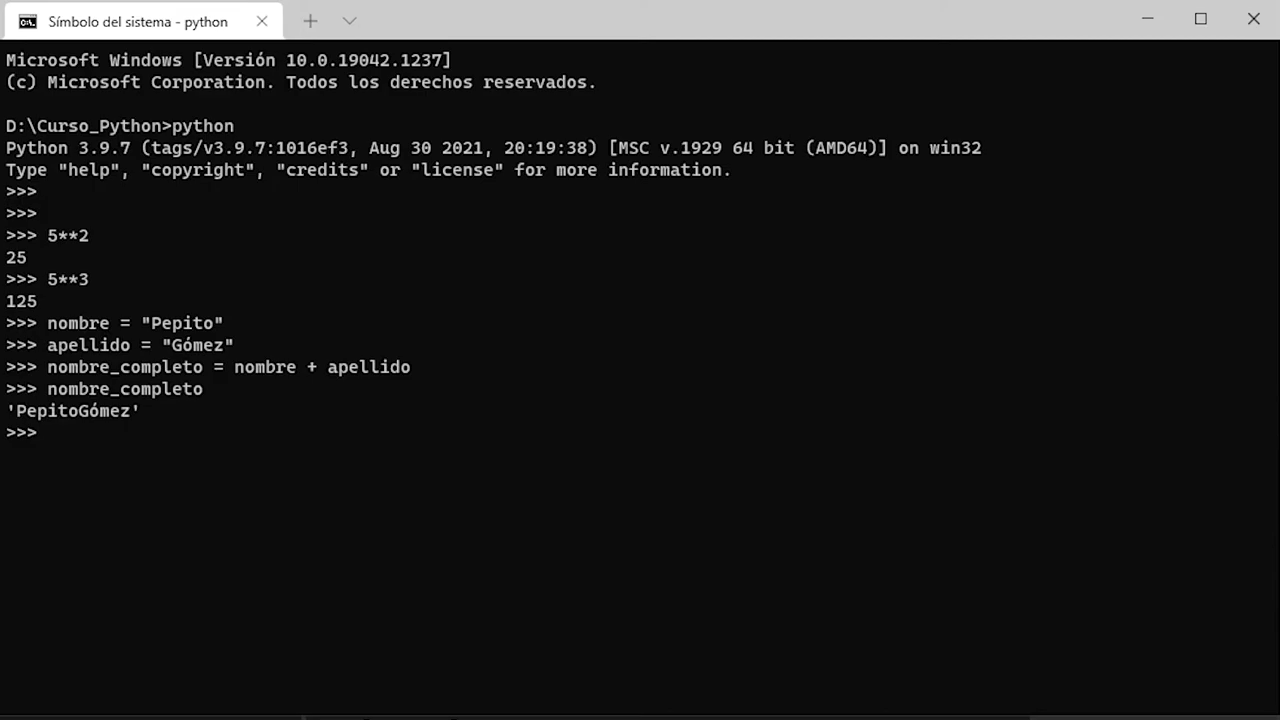 Símbolo del sistema - python
Microsoft Windows [Versión 10.0.19042.1237]
(c) Microsoft Corporation. Todos los derechos reservados.
D:\Curso_Python>python
Python 3.9.7 (tags/v3.9.7:1016ef3, Aug 30 2021, 20:19:38) [MSC v.1929 64 bit (AMD64)] on win32
Type "help", "copyright", "credits" or "license" for more information.
>>>
>>>
>>> 5**2
25
>>> 5**3
125
>>> nombre = "Pepito"
>>> apellido = "Gómez"
>>> nombre_completo = nombre + apellido
>>> nombre_completo
'PepitoGómez'
>>>